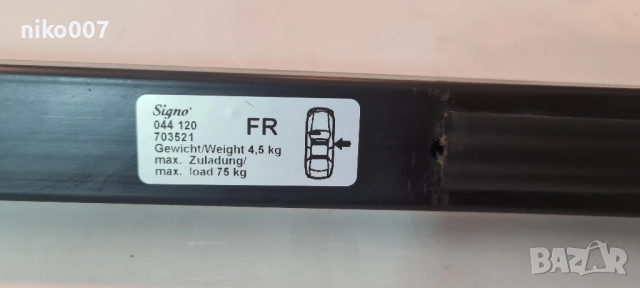 niko007
Signo
044 120
703521
FR
Gewicht/Weight 4,5 kg
max. Zuladung/
max. load 75 kg
BAZAR